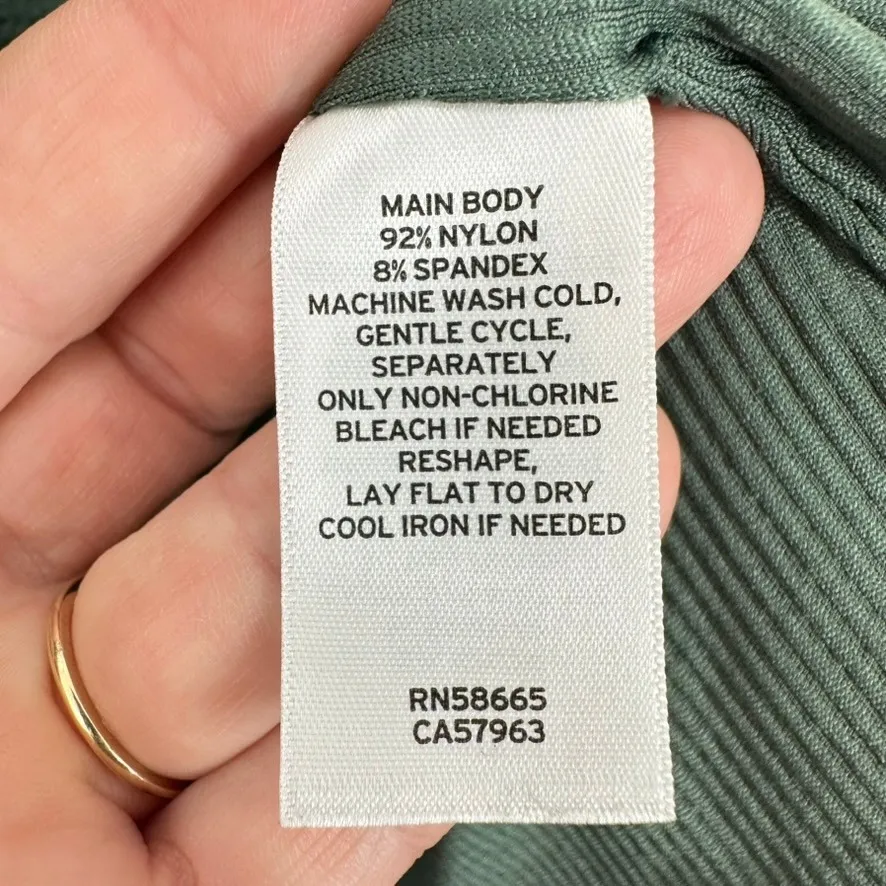 MAIN BODY
92% NYLON
8% SPANDEX
MACHINE WASH COLD,
GENTLE CYCLE,
SEPARATELY
ONLY NON-CHLORINE
BLEACH IF NEEDED
RESHAPE,
LAY FLAT TO DRY
COOL IRON IF NEEDED
RN58665
CA57963